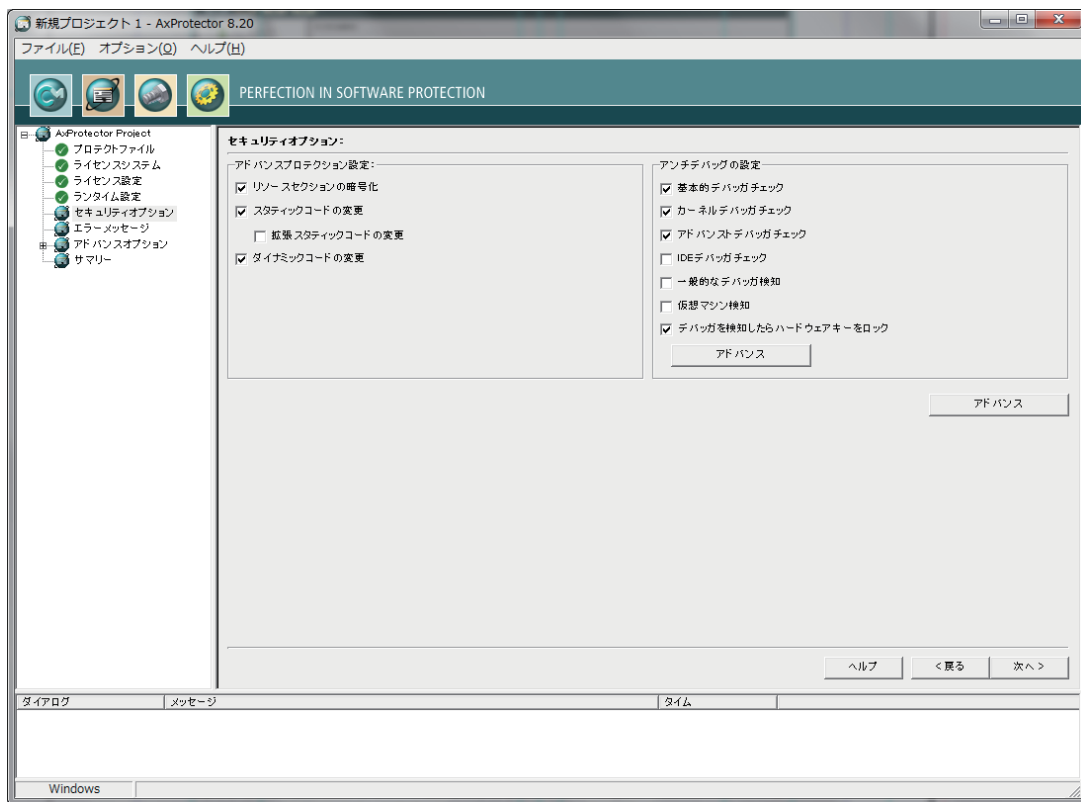 新規プロジェクト 1 - AxProtector 8.20
ファイル(F) オプション(O) ヘルプ(H)
PERFECTION IN SOFTWARE PROTECTION
AxProtector Project
プロテクトファイル
ライセンスシステム
ライセンス設定
ランタイム設定
セキュリティオプション
エラーメッセージ
アドバンスオプション
サマリー
セキュリティオプション:
アドバンスプロテクション設定:
リソースセクションの暗号化
スタティックコードの変更
拡張スタティックコードの変更
ダイナミックコードの変更
アンチデバッグの設定
基本的デバッガチェック
カーネルデバッガチェック
アドバンストデバッガチェック
IDEデバッガチェック
一般的なデバッガ検知
仮想マシン検知
デバッガを検知したらハードウェアキーをロック
アドバンス
アドバンス
ヘルプ <戻る 次へ>
ダイアログ メッセージ タイム
Windows